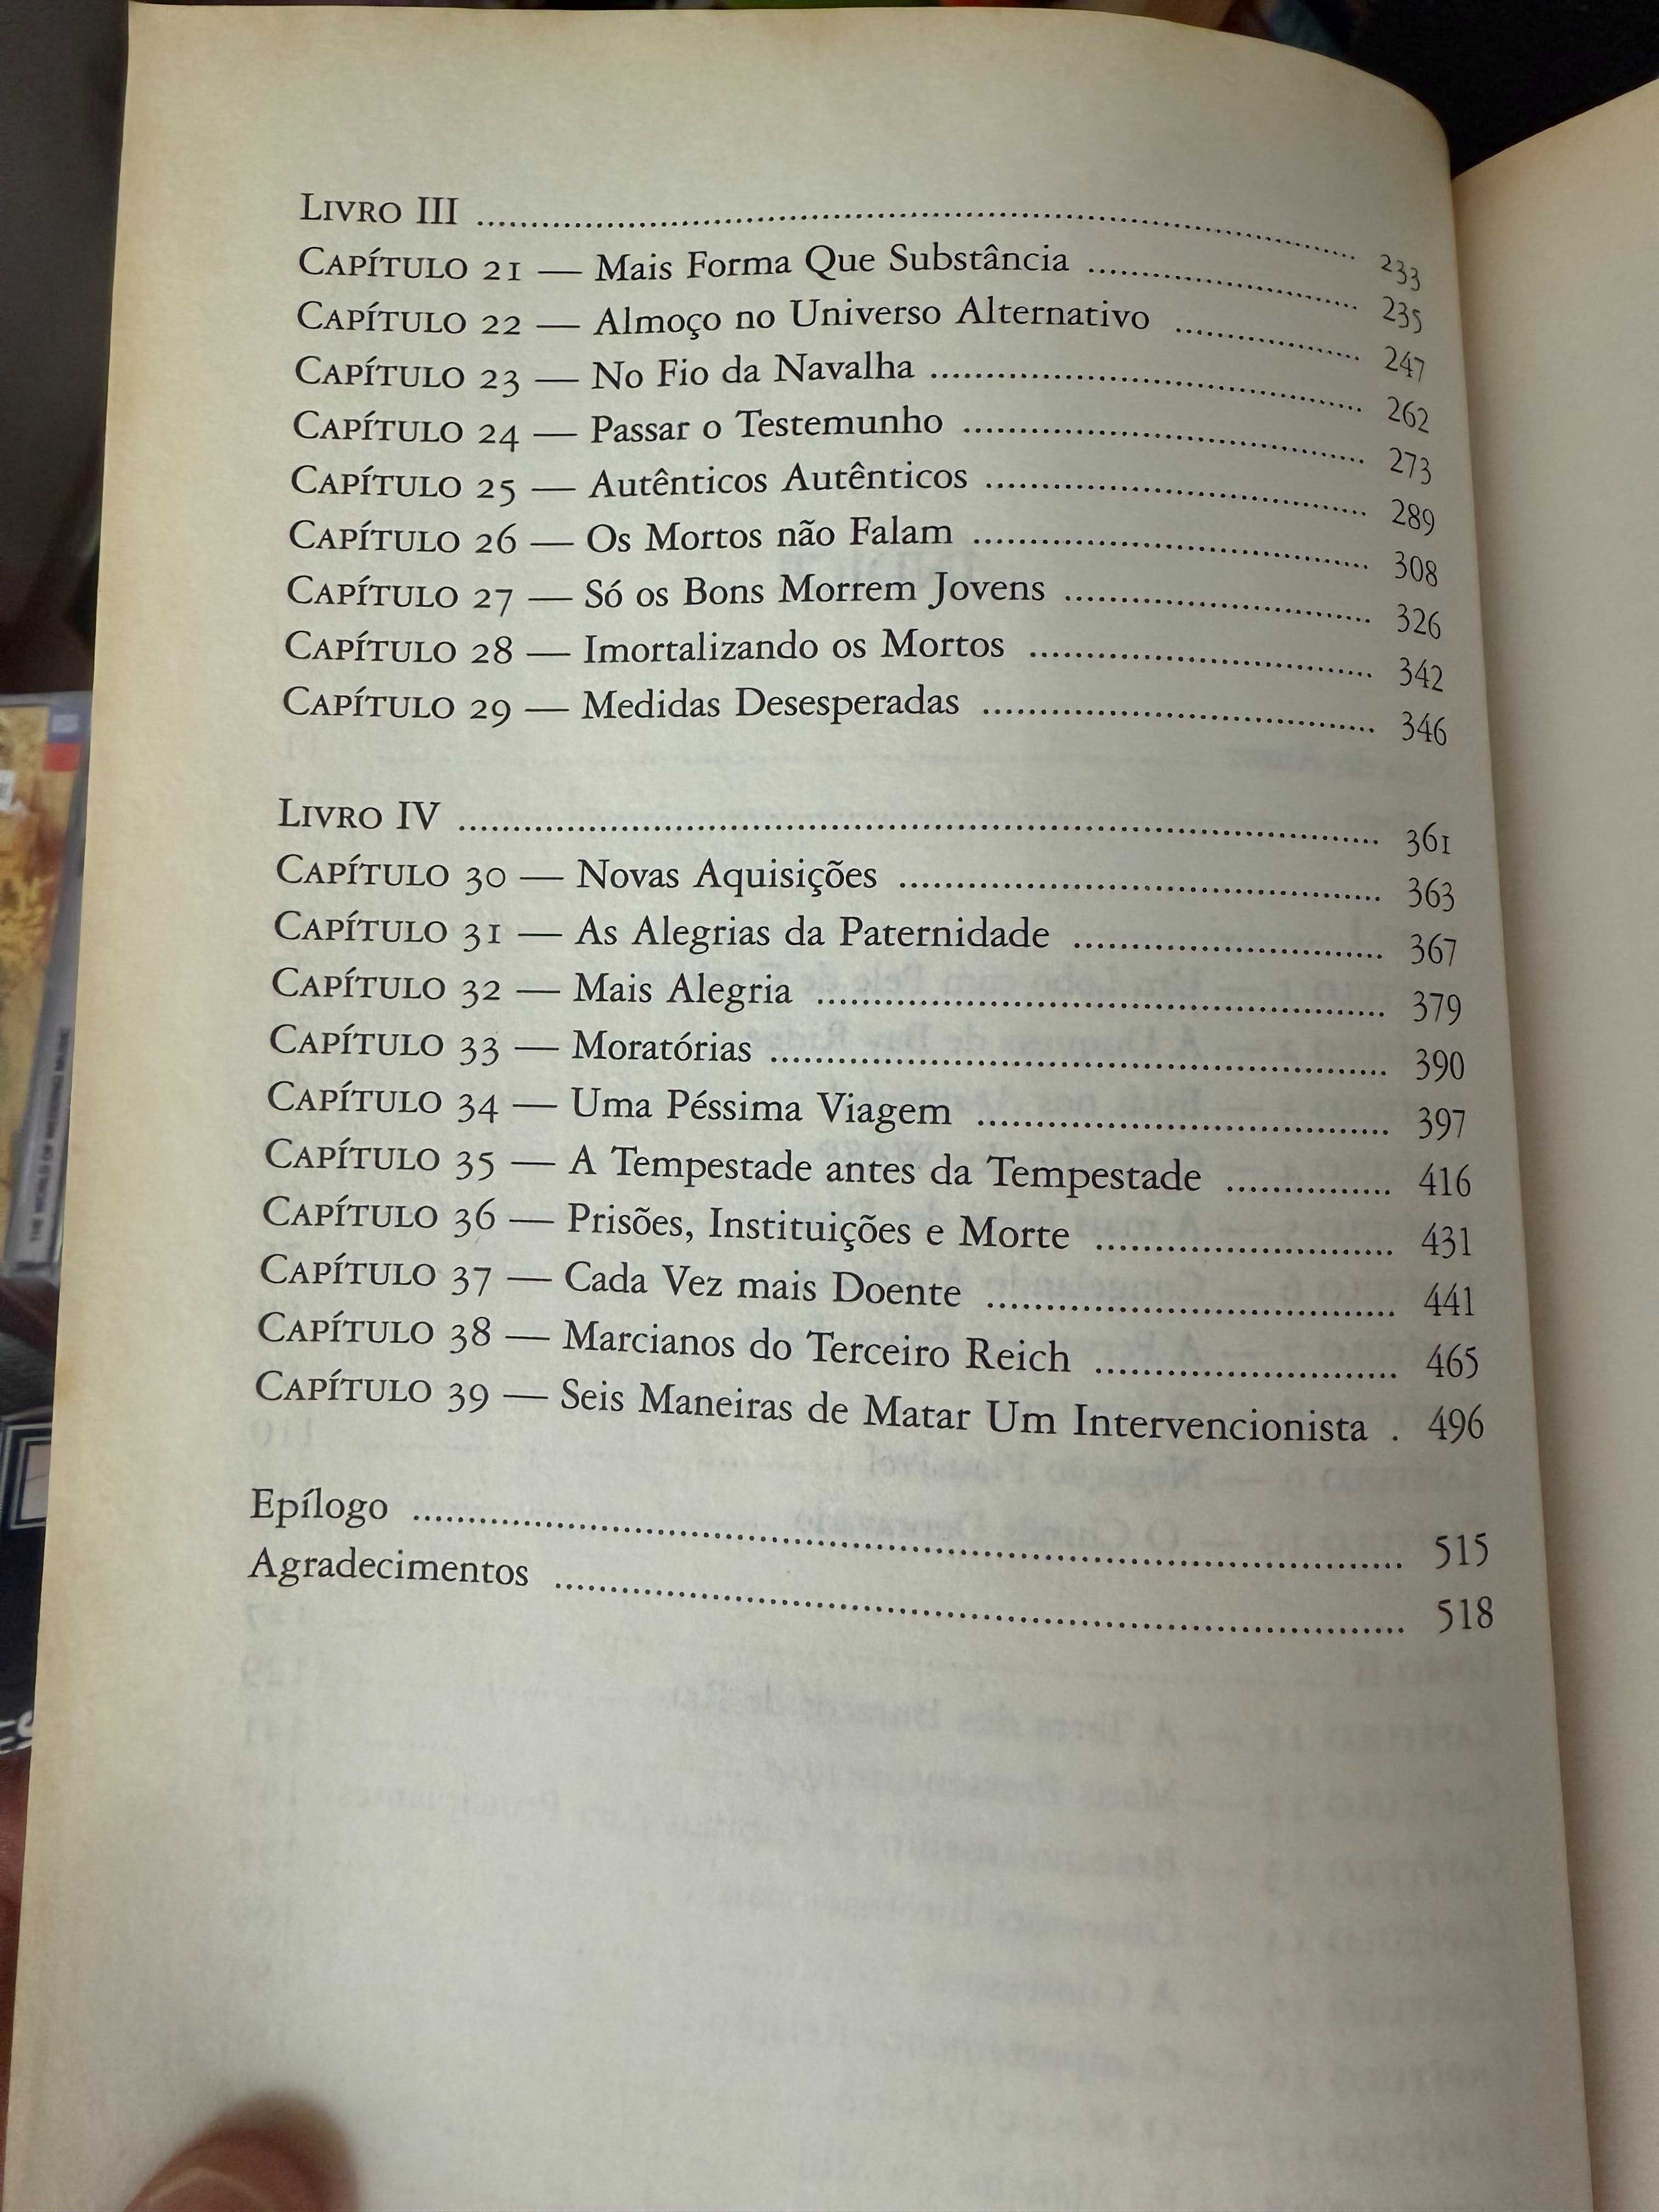 LIVRO III ........ 233
CAPÍTULO 21 — Mais Forma Que Substância ........ 235
CAPÍTULO 22 — Almoço no Universo Alternativo ........ 247
CAPÍTULO 23 — No Fio da Navalha ........ 262
CAPÍTULO 24 — Passar o Testemunho ........ 273
CAPÍTULO 25 — Autênticos Autênticos ........ 289
CAPÍTULO 26 — Os Mortos não Falam ........ 308
CAPÍTULO 27 — Só os Bons Morrem Jovens ........ 326
CAPÍTULO 28 — Imortalizando os Mortos ........ 342
CAPÍTULO 29 — Medidas Desesperadas ........ 346
LIVRO IV ........ 361
CAPÍTULO 30 — Novas Aquisições ........ 363
CAPÍTULO 31 — As Alegrias da Paternidade ........ 367
CAPÍTULO 32 — Mais Alegria ........ 379
CAPÍTULO 33 — Moratórias ........ 390
CAPÍTULO 34 — Uma Péssima Viagem ........ 397
CAPÍTULO 35 — A Tempestade antes da Tempestade ........ 416
CAPÍTULO 36 — Prisões, Instituições e Morte ........ 431
CAPÍTULO 37 — Cada Vez mais Doente ........ 441
CAPÍTULO 38 — Marcianos do Terceiro Reich ........ 465
CAPÍTULO 39 — Seis Maneiras de Matar Um Intervencionista . 496
Epílogo ........ 515
Agradecimentos ........ 518
THE WORLD OF